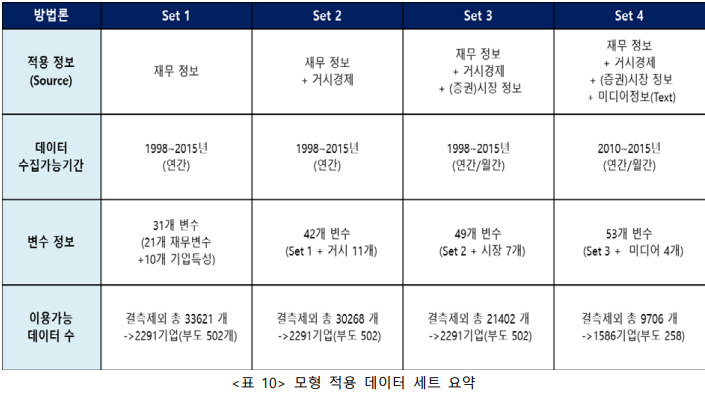 방법론 Set 1 Set 2 Set 3 Set 4
적용 정보
(Source)
재무 정보
재무 정보
+ 거시경제
재무 정보
+ 거시경제
+ (증권)시장 정보
재무 정보
+ 거시경제
+ (증권)시장 정보
+ 미디어정보(Text)
데이터
수집가능기간
1998~2015년
(연간)
1998~2015년
(연간)
1998~2015년
(연간/월간)
2010~2015년
(연간/월간)
변수 정보
31개 변수
(21개 재무변수
+10개 기업특성)
42개 변수
(Set 1 + 거시 11개)
49개 변수
(Set 2 + 시장 7개)
53개 변수
(Set 3 + 미디어 4개)
이용가능
데이터 수
결측제외 총 33621 개
->2291기업(부도 502개)
결측제외 총 30268 개
->2291기업(부도 502)
결측제외 총 21402 개
->2291기업(부도 502)
결측제외 총 9706 개
->1586기업(부도 258)
<표 10> 모형 적용 데이터 세트 요약